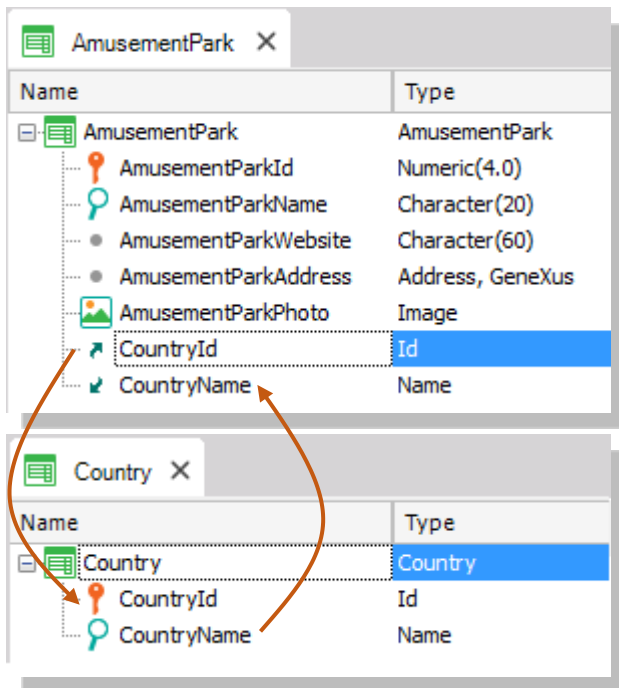 AmusementPark
Name Type
AmusementPark AmusementPark
AmusementParkId Numeric(4.0)
AmusementParkName Character(20)
AmusementParkWebsite Character(60)
AmusementParkAddress Address, GeneXus
AmusementParkPhoto Image
CountryId Id
CountryName Name
Country
Name Type
Country Country
CountryId Id
CountryName Name